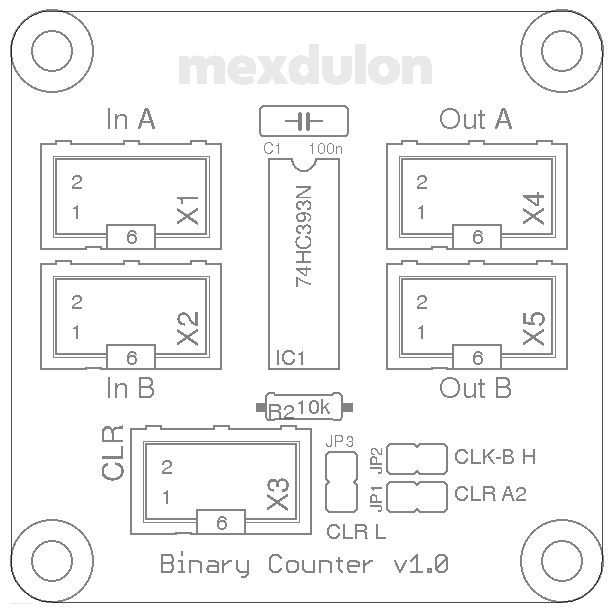 mexdulon
In A
Out A
C1 100n
2
1
6
X1
74HC393N
IC1
2
1
6
X4
2
1
6
X2
2
1
6
X5
In B
Out B
R2 10k
CLR
2
1
6
X3
JP3
CLR L
JP2
CLK-B H
JP1
CLR A2
Binary Counter v1.0